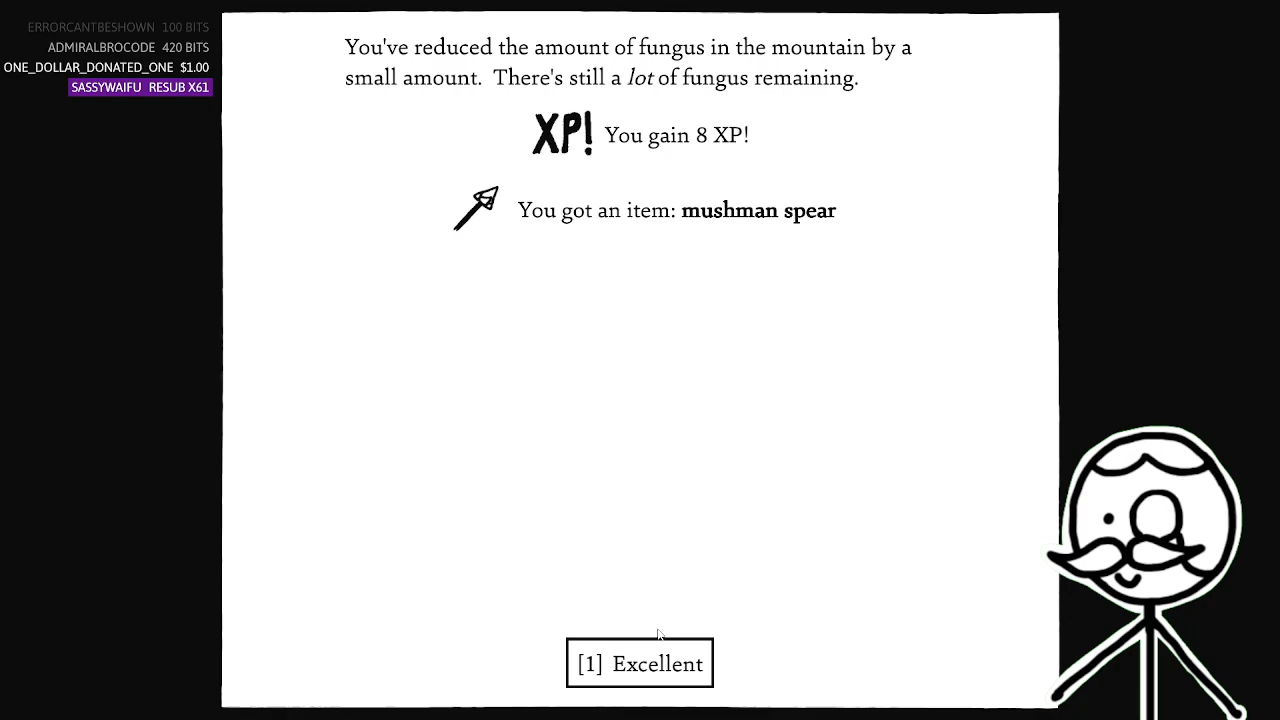 ERRORCANTBESHOWN 100 BITS
ADMIRALBROCODE 420 BITS
ONE_DOLLAR_DONATED_ONE $1.00
SASSYWAIFU RESUB X61
You've reduced the amount of fungus in the mountain by a
small amount. There's still a lot of fungus remaining.
XP! You gain 8 XP!
You got an item: mushman spear
[1] Excellent